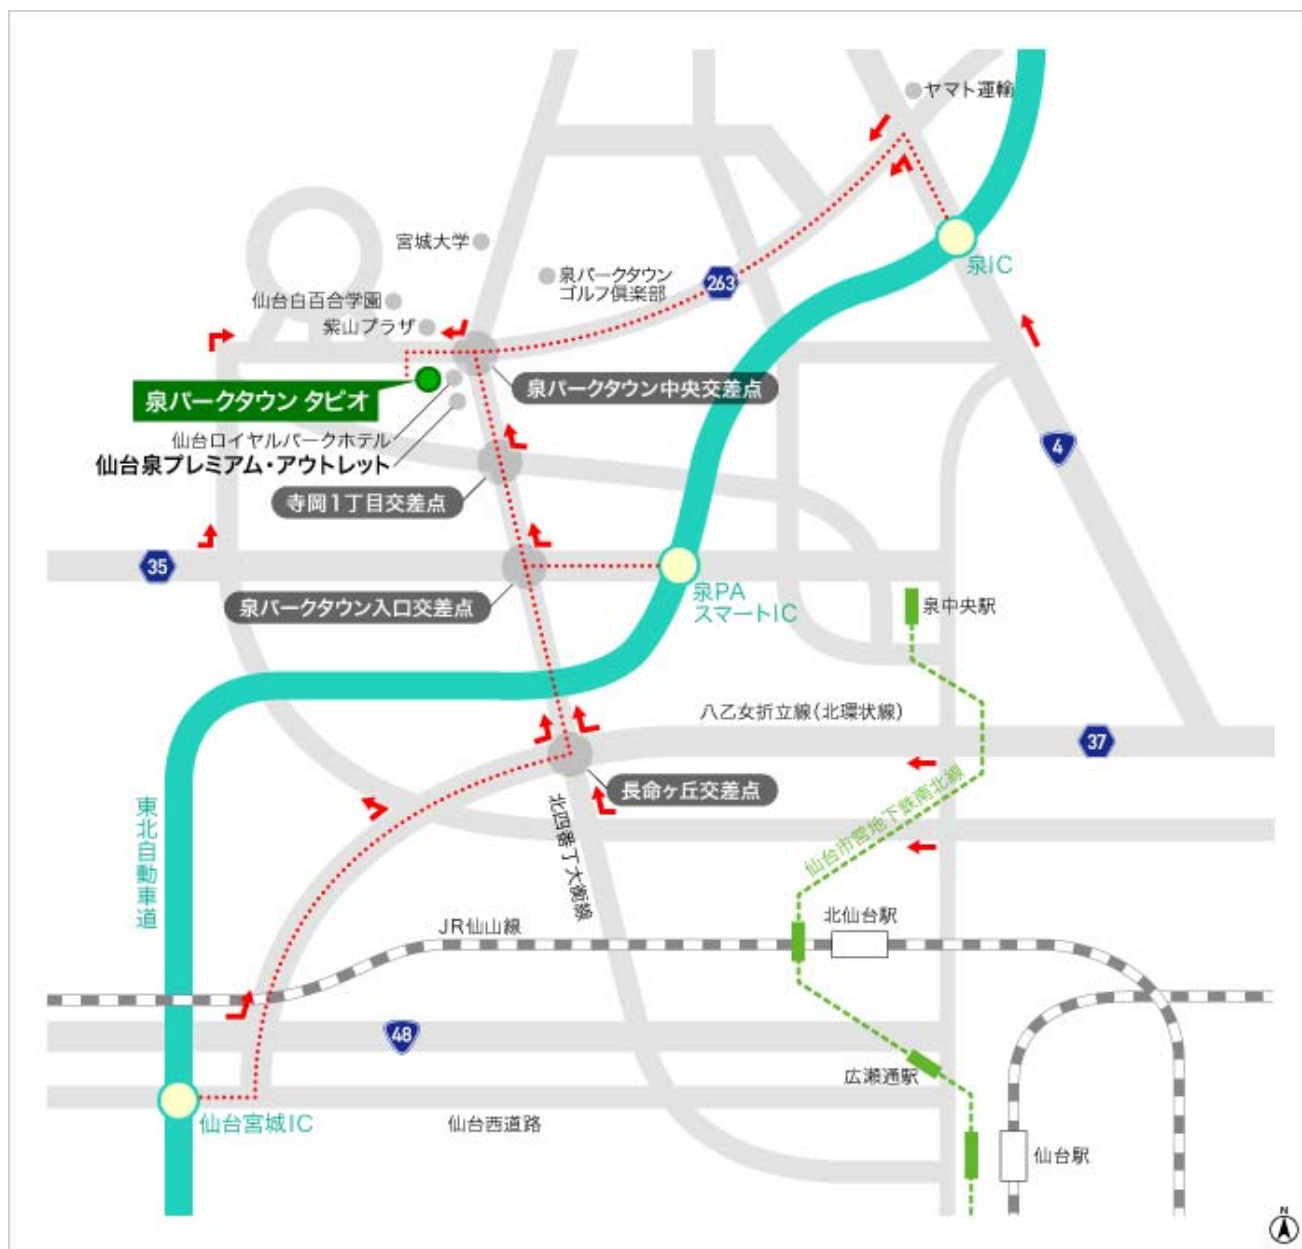 ヤマト運輸
宮城大学
泉IC
泉パークタウン
ゴルフ倶楽部
263
仙台白百合学園
紫山プラザ
泉パークタウン中央交差点
泉パークタウン タピオ
仙台ロイヤルパークホテル
仙台泉プレミアム・アウトレット
4
寺岡1丁目交差点
35
泉PA
スマートIC
泉パークタウン入口交差点
泉中央駅
八乙女折立線(北環状線)
37
長命ヶ丘交差点
東北自動車道
北四番丁大衡線
仙台市営地下鉄南北線
JR仙山線
北仙台駅
48
広瀬通駅
仙台宮城IC
仙台西道路
仙台駅
N